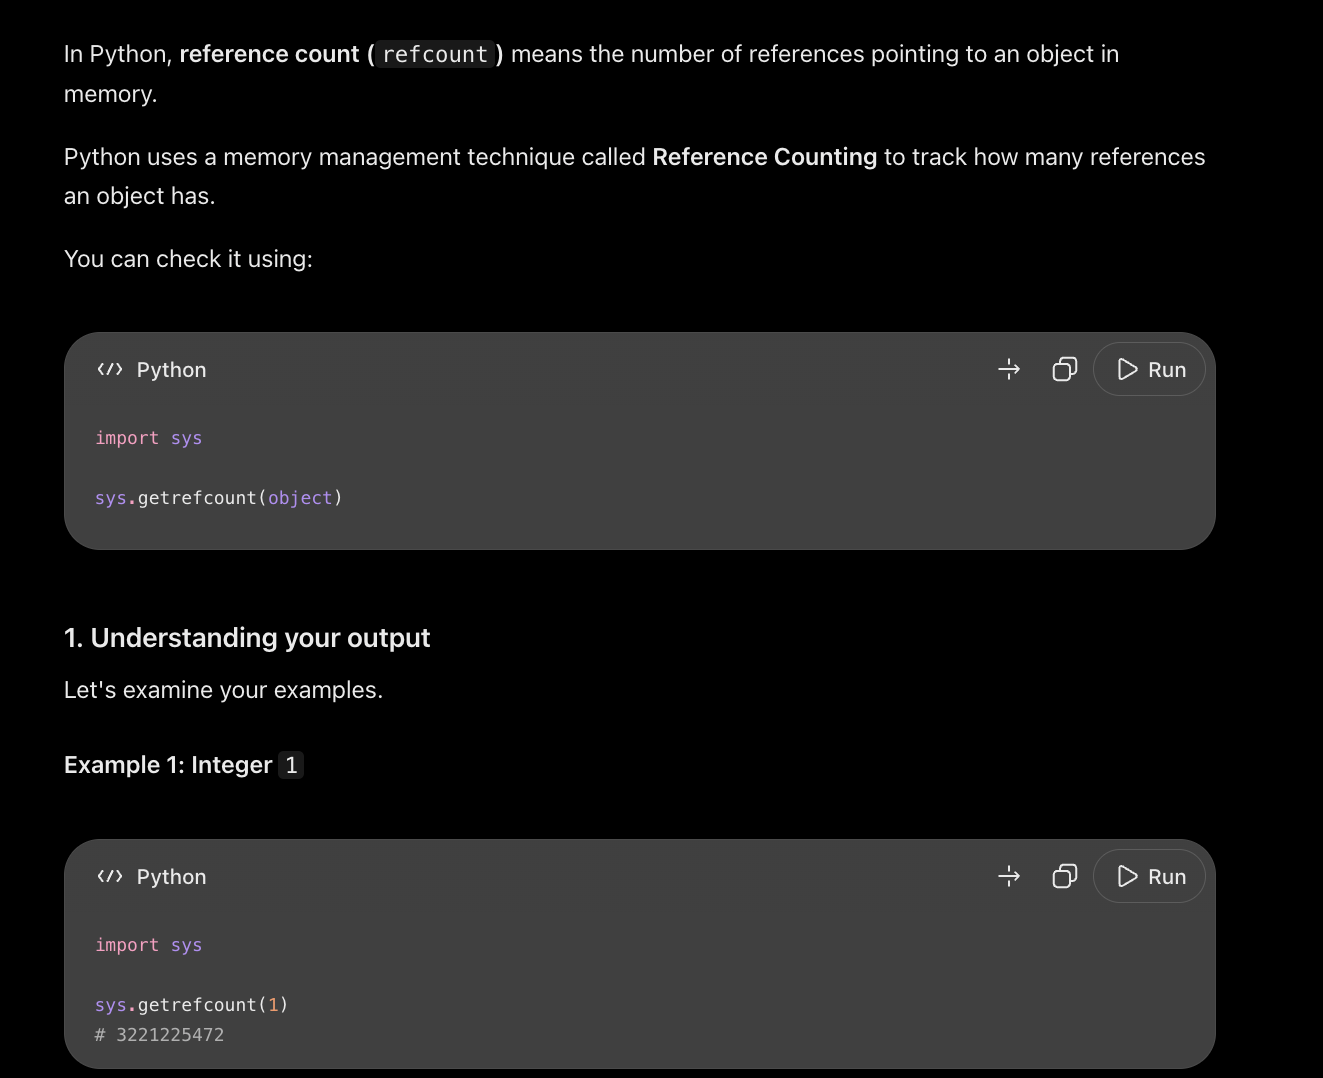 In Python, reference count (refcount) means the number of references pointing to an object in
memory.
Python uses a memory management technique called Reference Counting to track how many references
an object has.
You can check it using:
Python
Run
import sys
sys.getrefcount(object)
1. Understanding your output
Let's examine your examples.
Example 1: Integer 1
Python
Run
import sys
sys.getrefcount(1)
# 3221225472